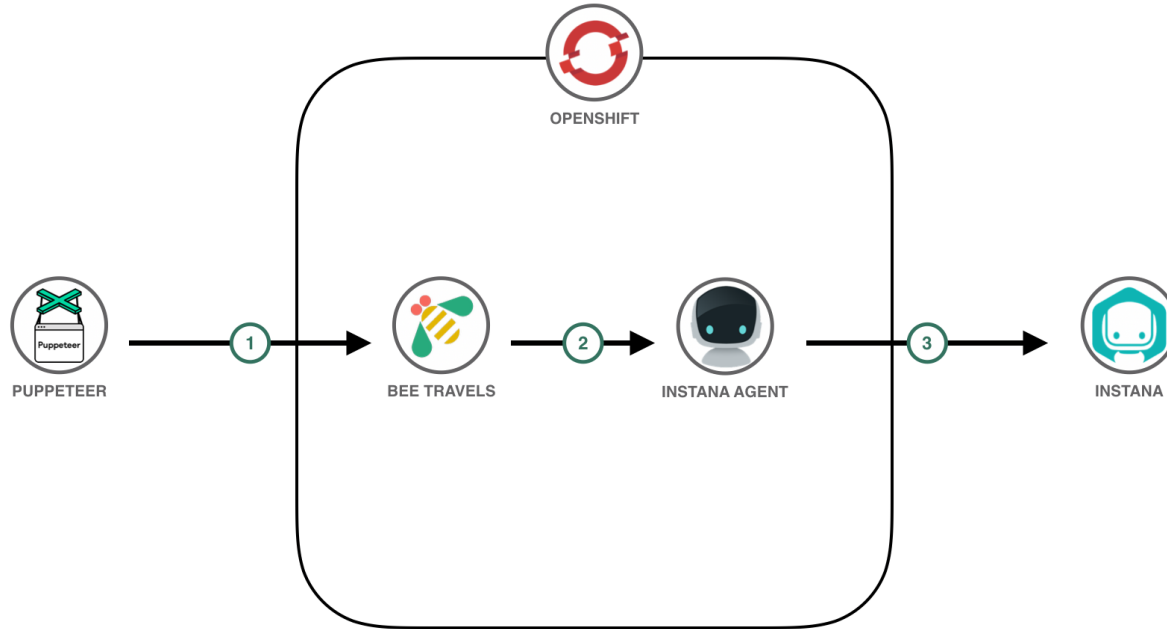 OPENSHIFT
Puppeteer
1
2
3
PUPPETEER
BEE TRAVELS
INSTANA AGENT
INSTANA